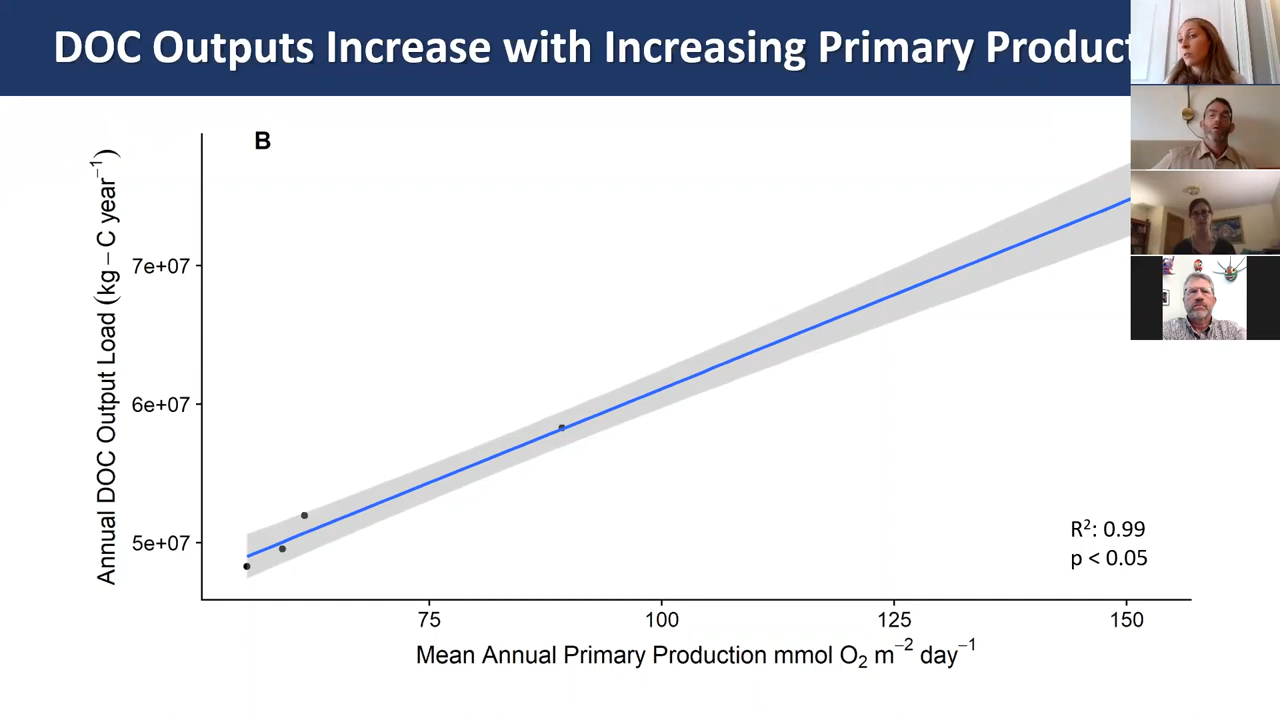 DOC Outputs Increase with Increasing Primary Product
B
Annual DOC Output Load (kg − C year⁻¹)
7e+07
6e+07
5e+07
R²: 0.99
p < 0.05
75
100
125
150
Mean Annual Primary Production mmol O₂ m⁻² day⁻¹